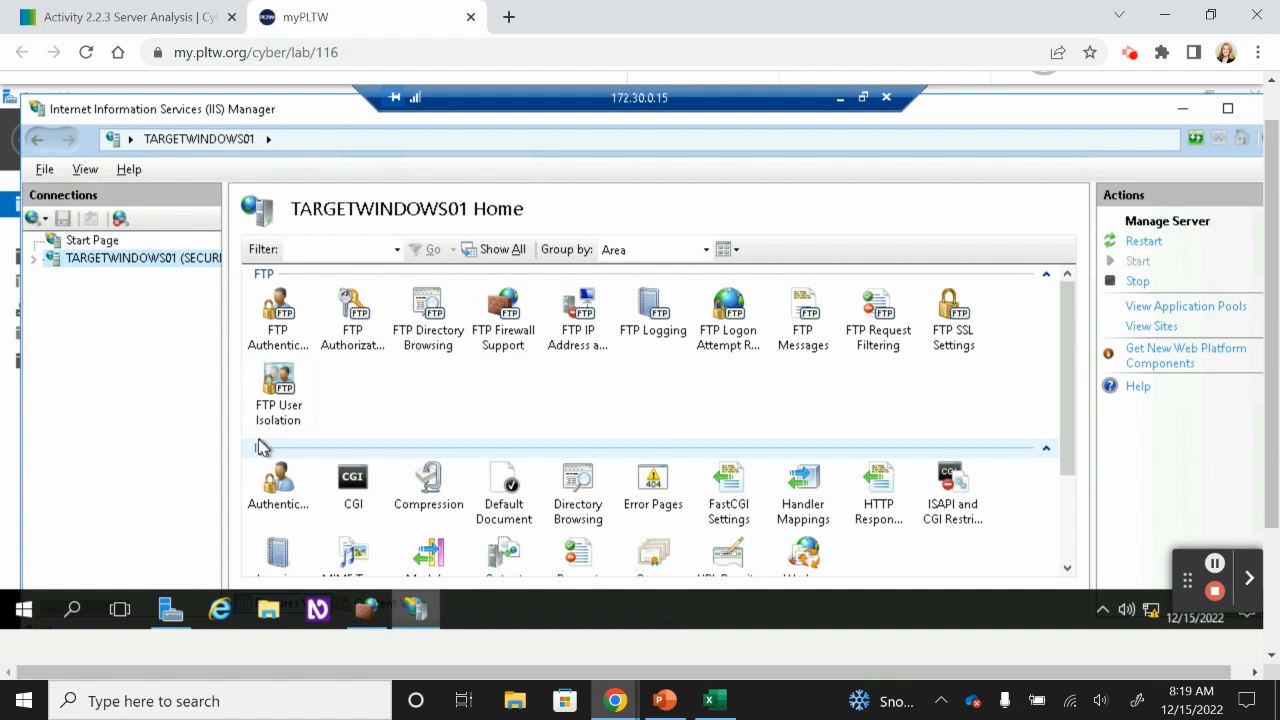 Activity 2.2.3 Server Analysis | Cyl
myPLTW
my.pltw.org/cyber/lab/116
172.30.0.15
Internet Information Services (IIS) Manager
TARGETWINDOWS01
File View Help
Connections
Start Page
TARGETWINDOWS01 (SECURI
TARGETWINDOWS01 Home
Filter: Go Show All Group by: Area
FTP
FTP Authentic...
FTP Authorizat...
FTP Directory Browsing
FTP Firewall Support
FTP IP Address a...
FTP Logging
FTP Logon Attempt R...
FTP Messages
FTP Request Filtering
FTP SSL Settings
FTP User Isolation
Authentic...
CGI
Compression
Default Document
Directory Browsing
Error Pages
FastCGI Settings
Handler Mappings
HTTP Respon...
ISAPI and CGI Restri...
Actions
Manage Server
Restart
Start
Stop
View Application Pools
View Sites
Get New Web Platform Components
Help
12/15/2022
Type here to search
Sno...
8:19 AM
12/15/2022